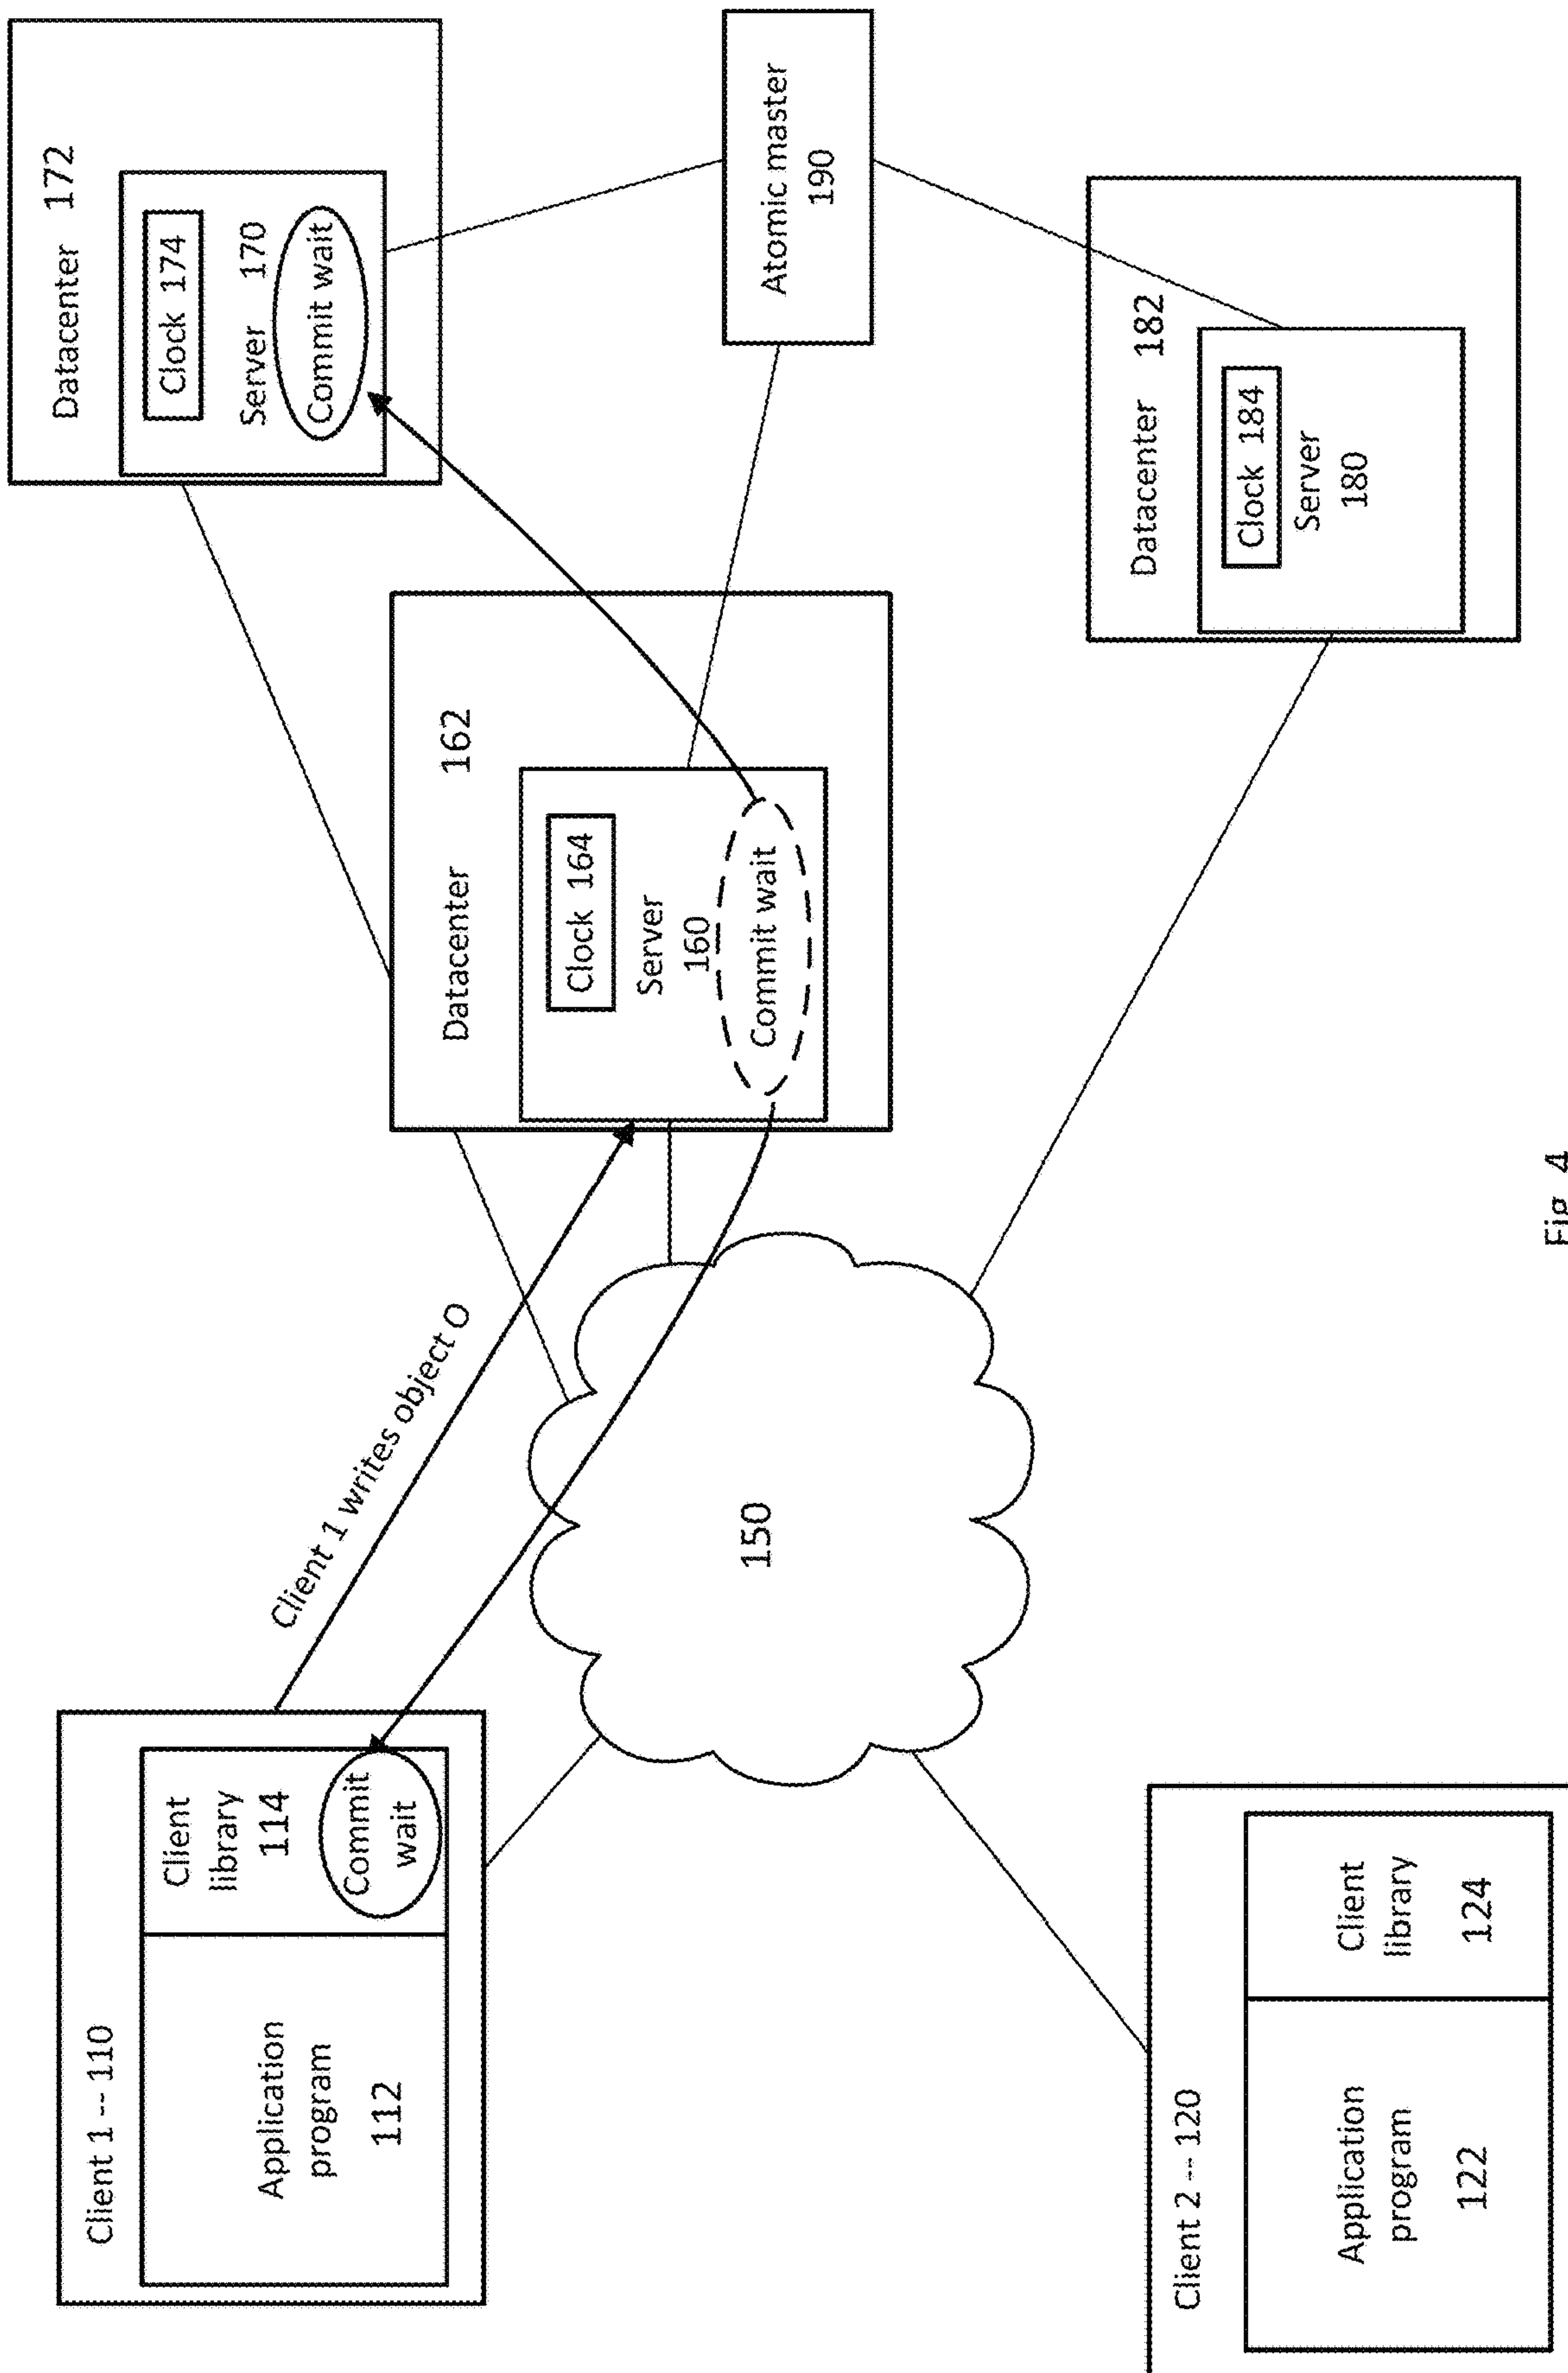 Client 1 -- 110
Application
program
112
Client
library
114
Commit
wait
Client 1 writes object O
Datacenter 162
Clock 164
Server
160
Commit wait
Datacenter 172
Clock 174
Server 170
Commit wait
Atomic master
190
150
Client 2 -- 120
Application
program
122
Client
library
124
Datacenter 182
Clock 184
Server
180
Fig. 4